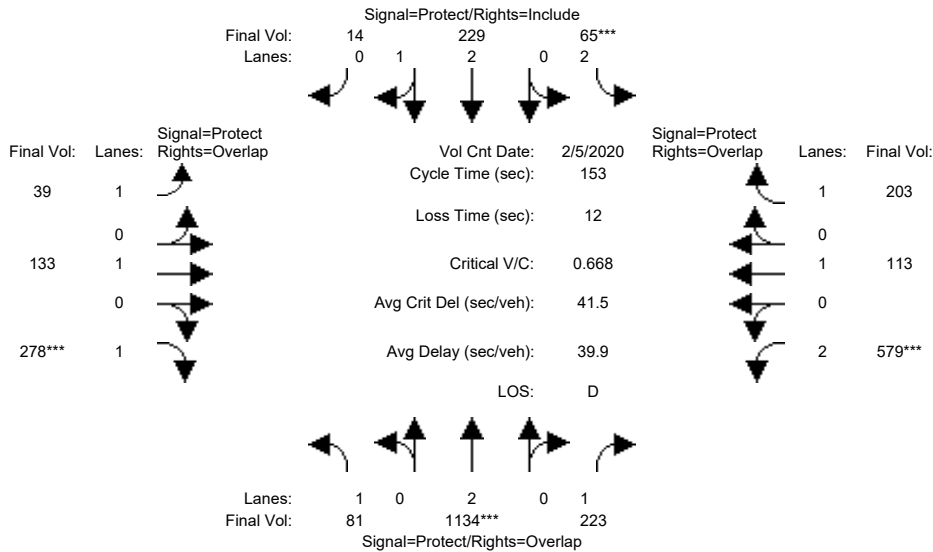 Signal=Protect/Rights=Include
Final Vol: 14 229 65***
Lanes: 0 1 2 0 2
Signal=Protect
Final Vol: Lanes: Rights=Overlap
Vol Cnt Date: 2/5/2020
Signal=Protect
Rights=Overlap Lanes: Final Vol:
Cycle Time (sec): 153
39 1
1 203
Loss Time (sec): 12
0
0
133 1
Critical V/C: 0.668
1 113
0
Avg Crit Del (sec/veh): 41.5
0
278*** 1
Avg Delay (sec/veh): 39.9
2 579***
LOS: D
Lanes: 1 0 2 0 1
Final Vol: 81 1134*** 223
Signal=Protect/Rights=Overlap